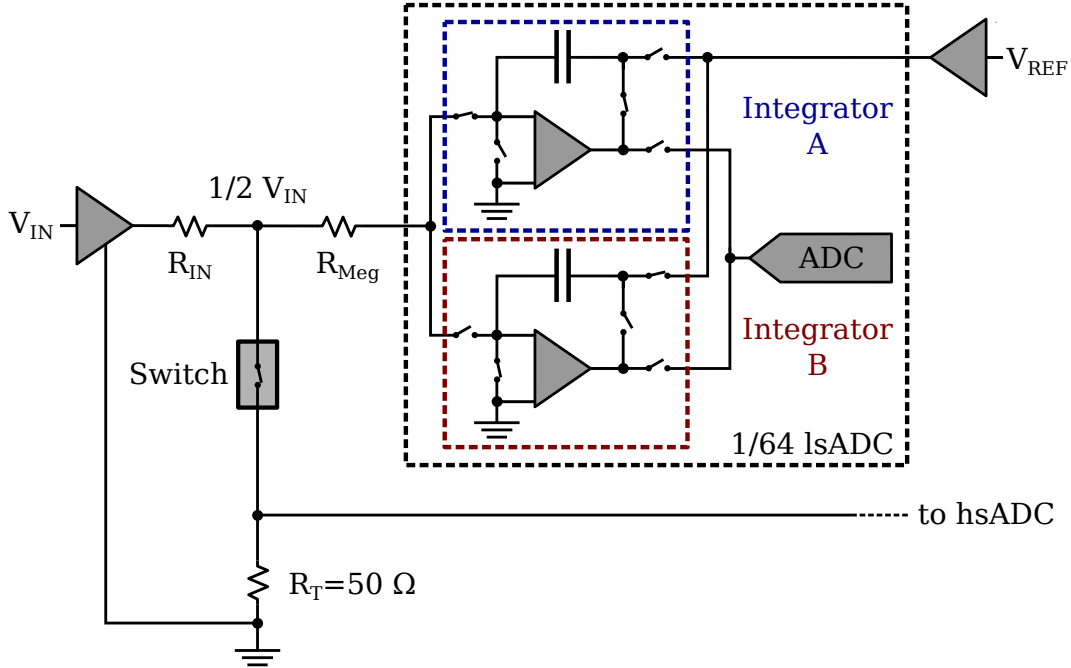 V_REF
Integrator
A
1/2 V_IN
V_IN
R_IN
R_Meg
ADC
Integrator
B
Switch
1/64 lsADC
to hsADC
R_T=50 Ω